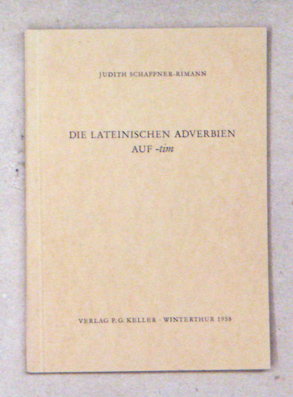 JUDITH SCHAFFNER-RIMANN
DIE LATEINISCHEN ADVERBIEN
AUF -tim
VERLAG P. G. KELLER · WINTERTHUR 1958